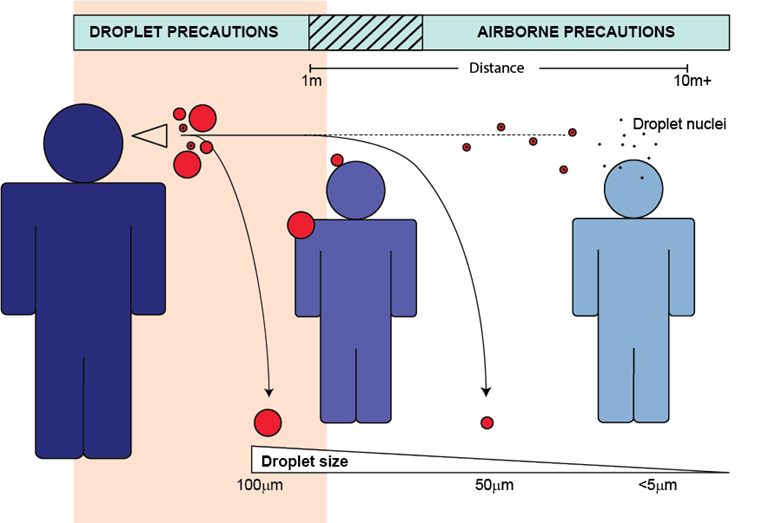 DROPLET PRECAUTIONS
AIRBORNE PRECAUTIONS
Distance
1m
10m+
Droplet nuclei
Droplet size
100μm
50μm
<5μm